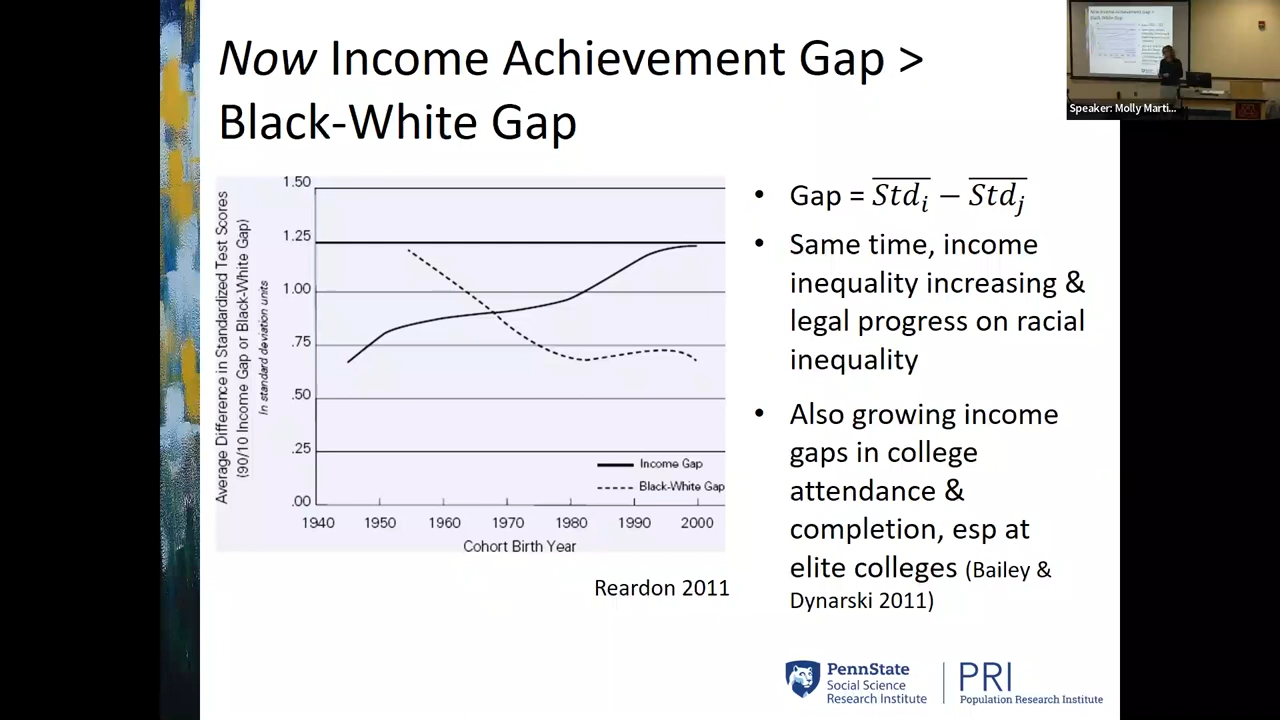 Now Income Achievement Gap >
Black-White Gap
Speaker: Molly Marti...
Average Difference in Standardized Test Scores
(90/10 Income Gap or Black-White Gap)
In standard deviation units
1.50
1.25
1.00
.75
.50
.25
.00
Income Gap
Black-White Gap
1940 1950 1960 1970 1980 1990 2000
Cohort Birth Year
Reardon 2011
• Gap = Std_i − Std_j
• Same time, income
inequality increasing &
legal progress on racial
inequality
• Also growing income
gaps in college
attendance &
completion, esp at
elite colleges (Bailey &
Dynarski 2011)
PennState
Social Science
Research Institute
PRI
Population Research Institute